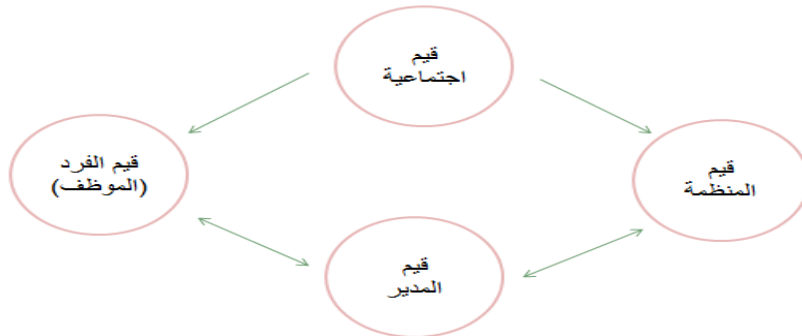 قيم
اجتماعية
قيم
المنظمة
قيم الفرد
(الموظف)
قيم
المدير